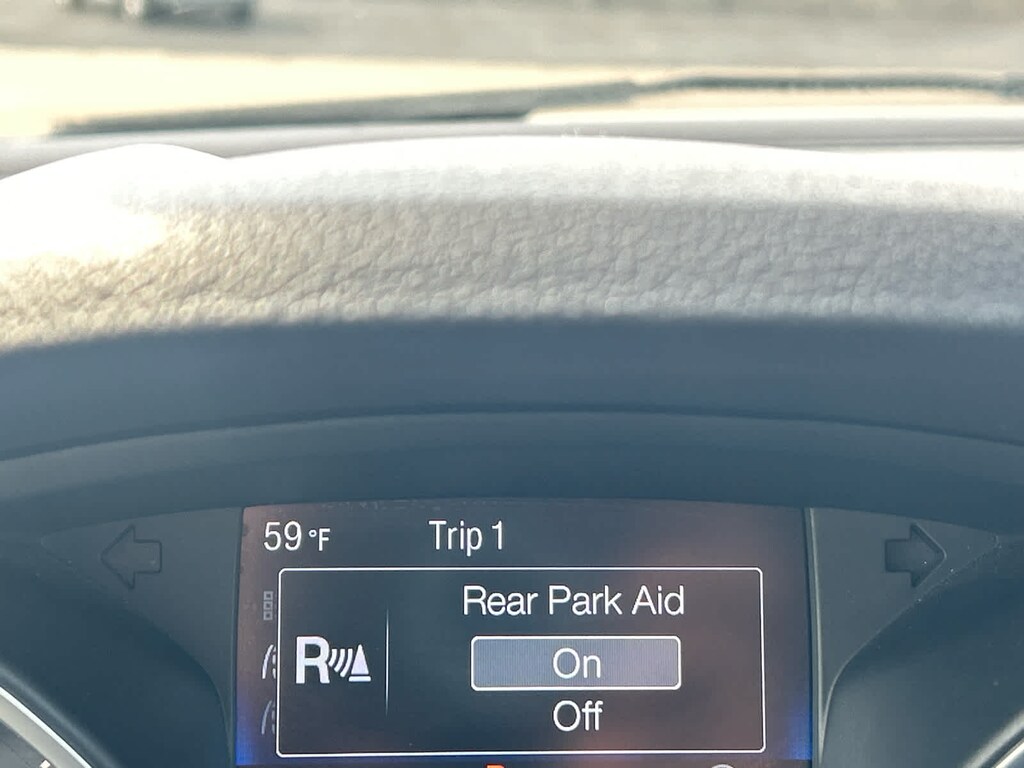 59 °F Trip 1
Rear Park Aid
R
On
Off